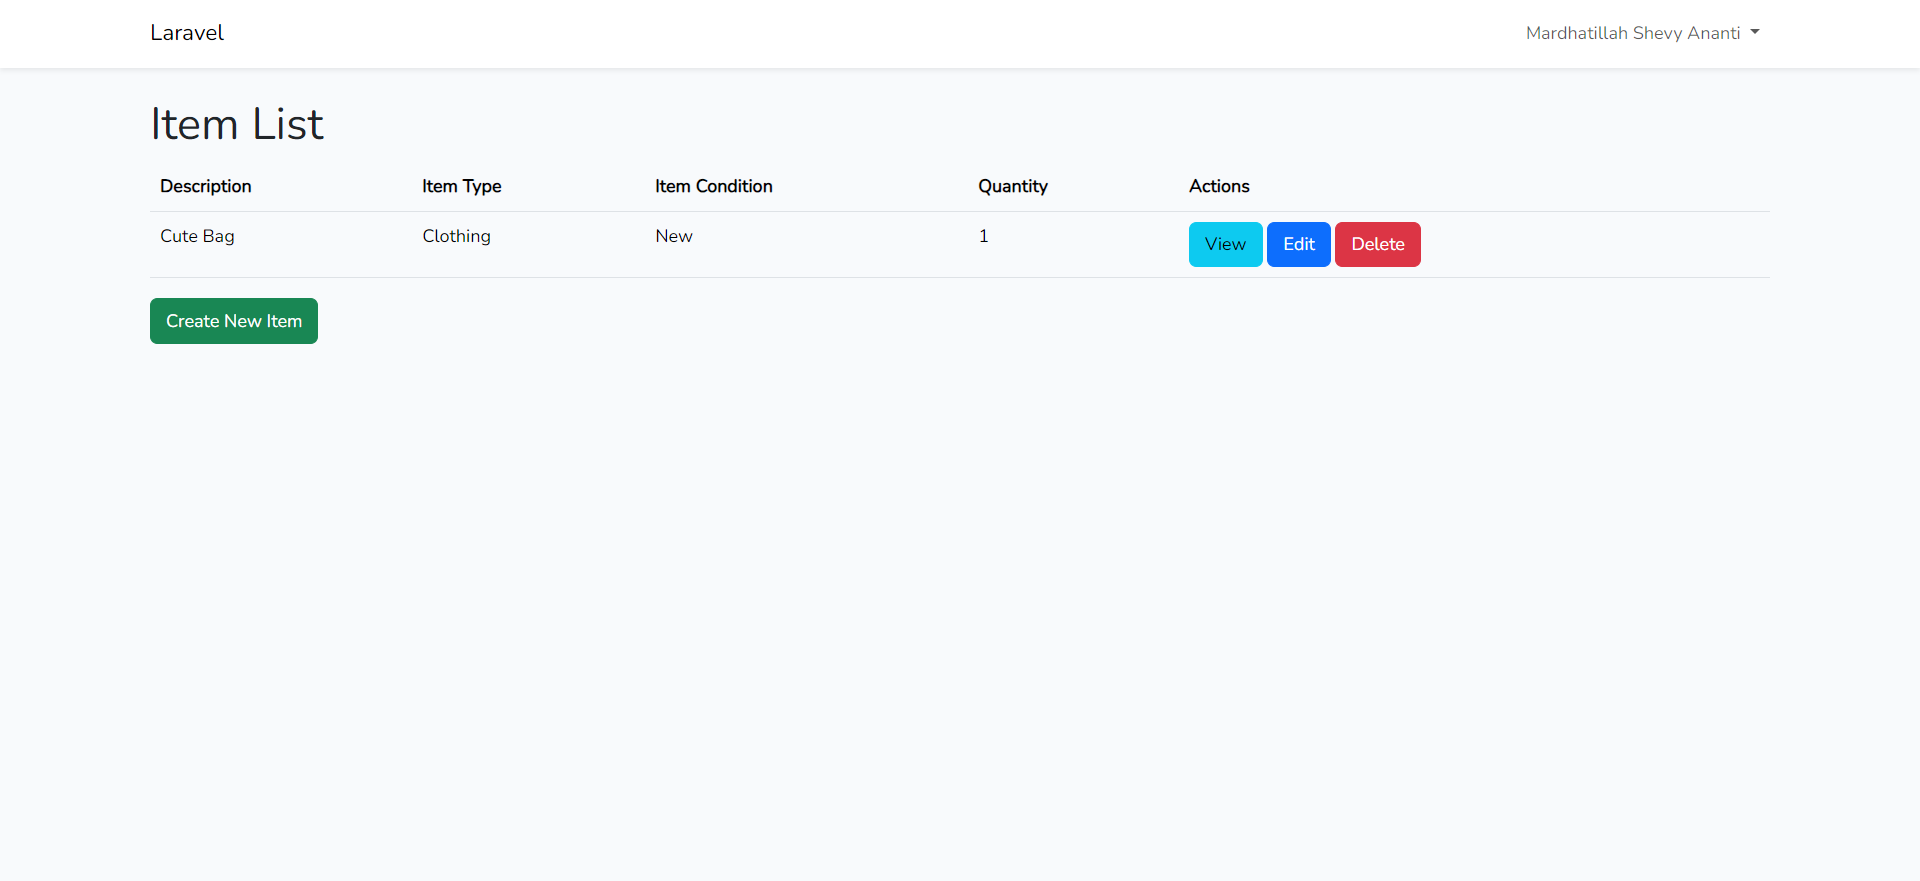 Laravel Mardhatillah Shevy Ananti
Item List
Description Item Type Item Condition Quantity Actions
Cute Bag Clothing New 1 View Edit Delete
Create New Item